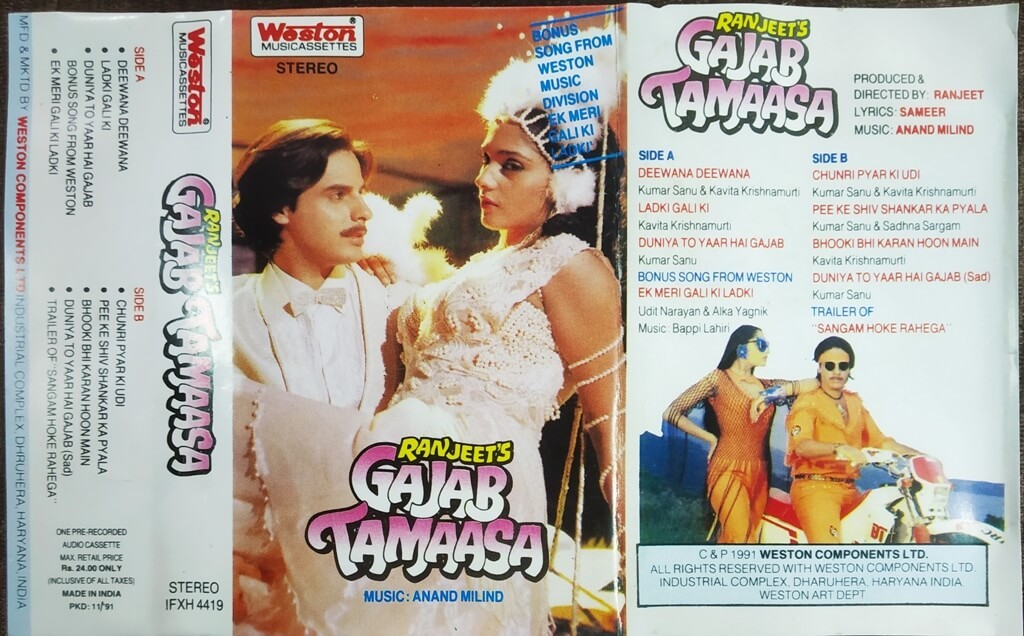 MFD & MKTD BY WESTON COMPONENTS LTD INDUSTRIAL COMPLEX, DHRUHERA, HARYANA, INDIA
SIDE A
• DEEWANA DEEWANA
• LADKI GALI KI
• DUNIYA TO YAAR HAI GAJAB
BONUS SONG FROM WESTON
• EK MERI GALI KI LADKI
SIDE B
• CHUNRI PYAR KI UDI
• PEE KE SHIV SHANKAR KA PYALA
• BHOOKI BHI KARAN HOON MAIN
• DUNIYA TO YAAR HAI GAJAB (Sad)
• TRAILER OF "SANGAM HOKE RAHEGA"
ONE PRE-RECORDED
AUDIO CASSETTE
MAX. RETAIL PRICE
Rs. 24.00 ONLY
(INCLUSIVE OF ALL TAXES)
MADE IN INDIA
PKD: 11/'91
Weston
MUSICASSETTES
RANJEET'S
GAJAB TAMAASA
STEREO
IFXH 4419
Weston
MUSICASSETTES
STEREO
BONUS
SONG FROM
WESTON
MUSIC
DIVISION
'EK MERI
GALI KI
LADKI'
RANJEET'S
GAJAB
TAMAASA
MUSIC: ANAND MILIND
RANJEET'S
GAJAB
TAMAASA
PRODUCED &
DIRECTED BY: RANJEET
LYRICS: SAMEER
MUSIC: ANAND MILIND
SIDE A
DEEWANA DEEWANA
Kumar Sanu & Kavita Krishnamurti
LADKI GALI KI
Kavita Krishnamurti
DUNIYA TO YAAR HAI GAJAB
Kumar Sanu
BONUS SONG FROM WESTON
EK MERI GALI KI LADKI
Udit Narayan & Alka Yagnik
Music: Bappi Lahiri
SIDE B
CHUNRI PYAR KI UDI
Kumar Sanu & Kavita Krishnamurti
PEE KE SHIV SHANKAR KA PYALA
Kumar Sanu & Sadhna Sargam
BHOOKI BHI KARAN HOON MAIN
Kavita Krishnamurti
DUNIYA TO YAAR HAI GAJAB (Sad)
Kumar Sanu
TRAILER OF
"SANGAM HOKE RAHEGA"
C & P 1991 WESTON COMPONENTS LTD.
ALL RIGHTS RESERVED WITH WESTON COMPONENTS LTD.
INDUSTRIAL COMPLEX, DHARUHERA, HARYANA INDIA.
WESTON ART DEPT